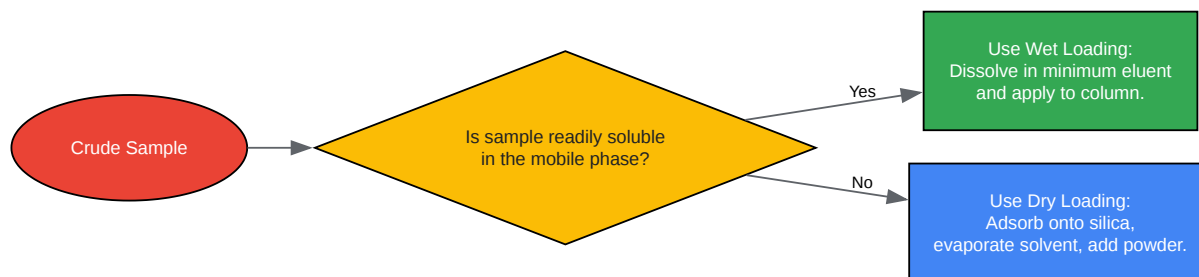 Crude Sample
Is sample readily soluble
in the mobile phase?
Yes
Use Wet Loading:
Dissolve in minimum eluent
and apply to column.
No
Use Dry Loading:
Adsorb onto silica,
evaporate solvent, add powder.